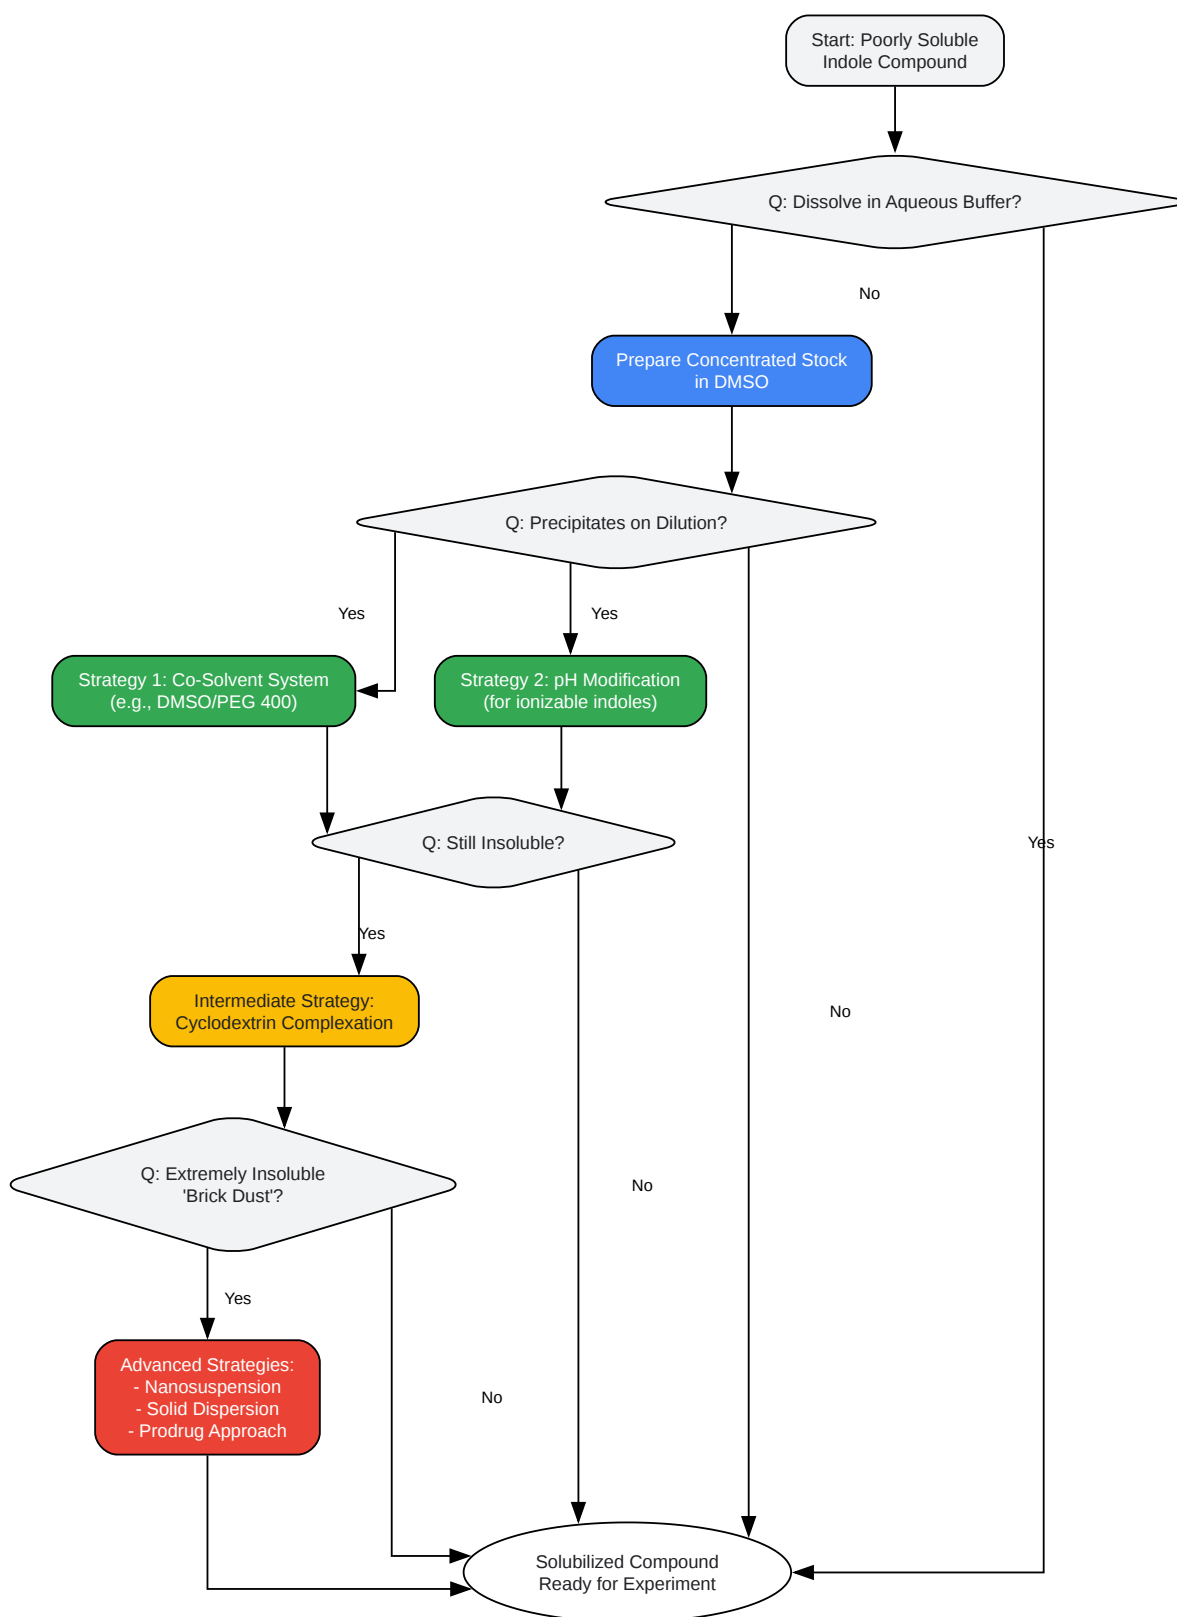 Start: Poorly Soluble
Indole Compound
Q: Dissolve in Aqueous Buffer?
No
Prepare Concentrated Stock
in DMSO
Q: Precipitates on Dilution?
Yes
Yes
Strategy 1: Co-Solvent System
(e.g., DMSO/PEG 400)
Strategy 2: pH Modification
(for ionizable indoles)
Q: Still Insoluble?
Yes
Yes
Intermediate Strategy:
Cyclodextrin Complexation
No
Q: Extremely Insoluble
'Brick Dust'?
No
Yes
Advanced Strategies:
- Nanosuspension
- Solid Dispersion
- Prodrug Approach
No
Solubilized Compound
Ready for Experiment